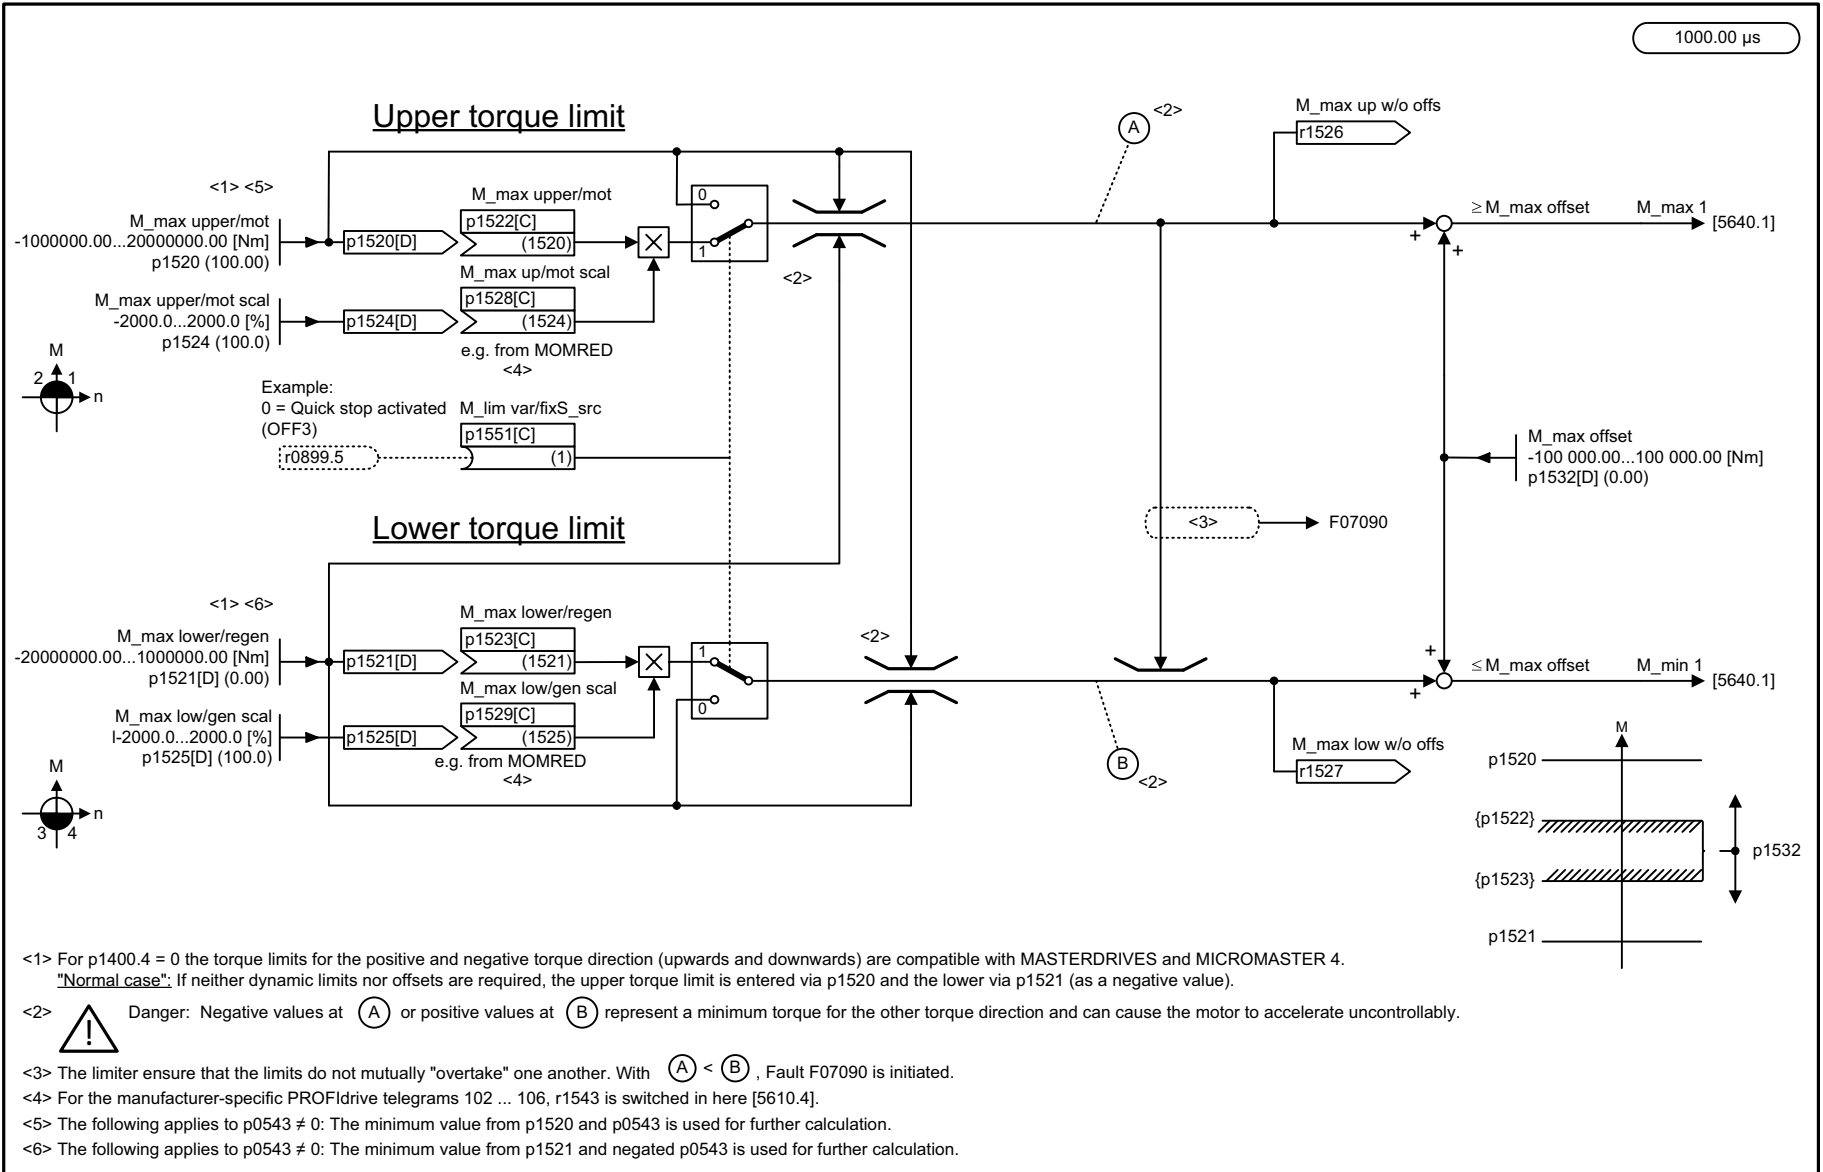 1000.00 µs
Upper torque limit
<1> <5>
M_max upper/mot
-1000000.00...20000000.00 [Nm]
p1520 (100.00)
p1520[D]
M_max upper/mot
p1522[C]
(1520)
M_max upper/mot scal
-2000.0...2000.0 [%]
p1524 (100.0)
p1524[D]
M_max up/mot scal
p1528[C]
(1524)
e.g. from MOMRED
<4>
0
1
<2>
A
<2>
M_max up w/o offs
r1526
+
+
≥ M_max offset
M_max 1
[5640.1]
M
2
1
n
Example:
0 = Quick stop activated
(OFF3)
r0899.5
M_lim var/fixS_src
p1551[C]
(1)
M_max offset
-100 000.00...100 000.00 [Nm]
p1532[D] (0.00)
<3>
F07090
Lower torque limit
<1> <6>
M_max lower/regen
-20000000.00...1000000.00 [Nm]
p1521[D] (0.00)
p1521[D]
M_max lower/regen
p1523[C]
(1521)
M_max low/gen scal
l-2000.0...2000.0 [%]
p1525[D] (100.0)
p1525[D]
M_max low/gen scal
p1529[C]
(1525)
e.g. from MOMRED
<4>
1
0
<2>
B
<2>
M_max low w/o offs
r1527
+
+
≤ M_max offset
M_min 1
[5640.1]
M
n
3
4
M
p1520
{p1522}
{p1523}
p1521
p1532
<1> For p1400.4 = 0 the torque limits for the positive and negative torque direction (upwards and downwards) are compatible with MASTERDRIVES and MICROMASTER 4.
"Normal case": If neither dynamic limits nor offsets are required, the upper torque limit is entered via p1520 and the lower via p1521 (as a negative value).
<2> ! Danger: Negative values at A or positive values at B represent a minimum torque for the other torque direction and can cause the motor to accelerate uncontrollably.
<3> The limiter ensure that the limits do not mutually "overtake" one another. With A < B , Fault F07090 is initiated.
<4> For the manufacturer-specific PROFIdrive telegrams 102 ... 106, r1543 is switched in here [5610.4].
<5> The following applies to p0543 ≠ 0: The minimum value from p1520 and p0543 is used for further calculation.
<6> The following applies to p0543 ≠ 0: The minimum value from p1521 and negated p0543 is used for further calculation.